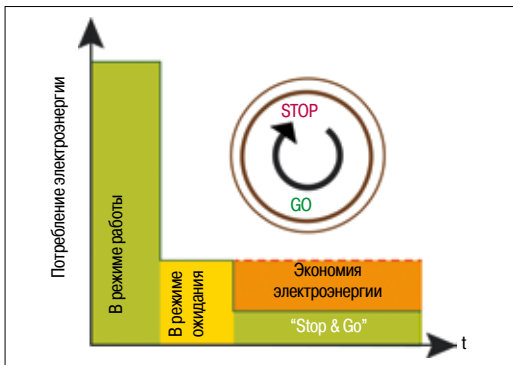 Потребление электроэнергии
В режиме работы
В режиме
ожидания
STOP
GO
Экономия
электроэнергии
“Stop & Go”
t